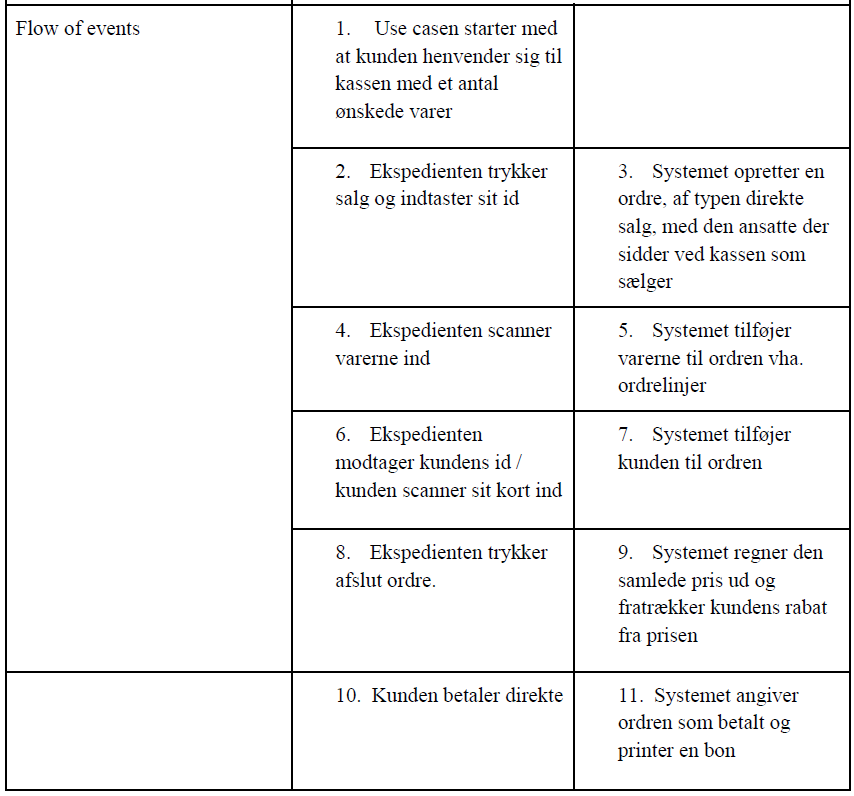 Flow of events
1. Use casen starter med
at kunden henvender sig til
kassen med et antal
ønskede varer
2. Ekspedienten trykker
salg og indtaster sit id
3. Systemet opretter en
ordre, af typen direkte
salg, med den ansatte der
sidder ved kassen som
sælger
4. Ekspedienten scanner
varerne ind
5. Systemet tilføjer
varerne til ordren vha.
ordrelinjer
6. Ekspedienten
modtager kundens id /
kunden scanner sit kort ind
7. Systemet tilføjer
kunden til ordren
8. Ekspedienten trykker
afslut ordre.
9. Systemet regner den
samlede pris ud og
fratrækker kundens rabat
fra prisen
10. Kunden betaler direkte
11. Systemet angiver
ordren som betalt og
printer en bon